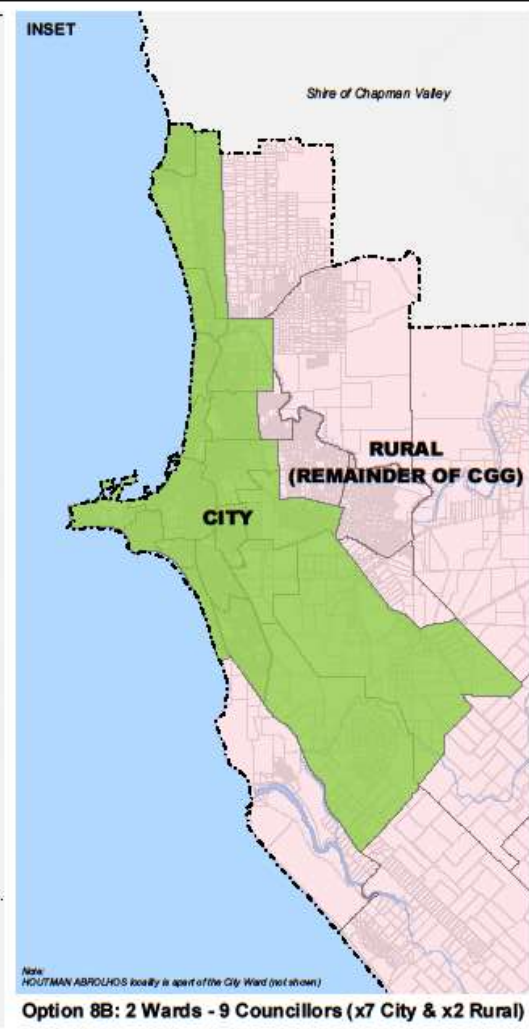 INSET
Shire of Chapman Valley
RURAL
(REMAINDER OF CGG)
CITY
Note:
HOUTMAN ABROLHOS locality is apart of the City Ward (not shown)
Option 8B: 2 Wards - 9 Councillors (x7 City & x2 Rural)